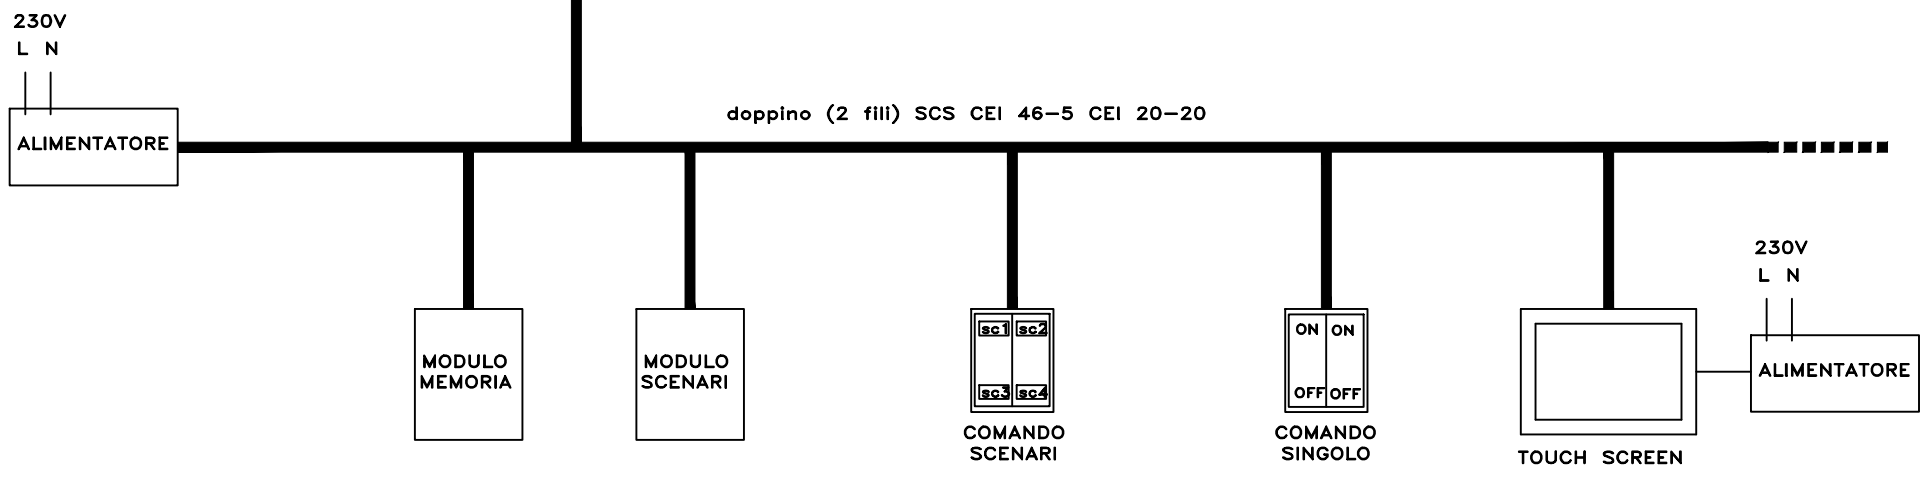 230V
L N
ALIMENTATORE
doppino (2 fili) SCS CEI 46-5 CEI 20-20
MODULO
MEMORIA
MODULO
SCENARI
sc1 sc2
sc3 sc4
COMANDO
SCENARI
ON ON
OFF OFF
COMANDO
SINGOLO
TOUCH SCREEN
230V
L N
ALIMENTATORE